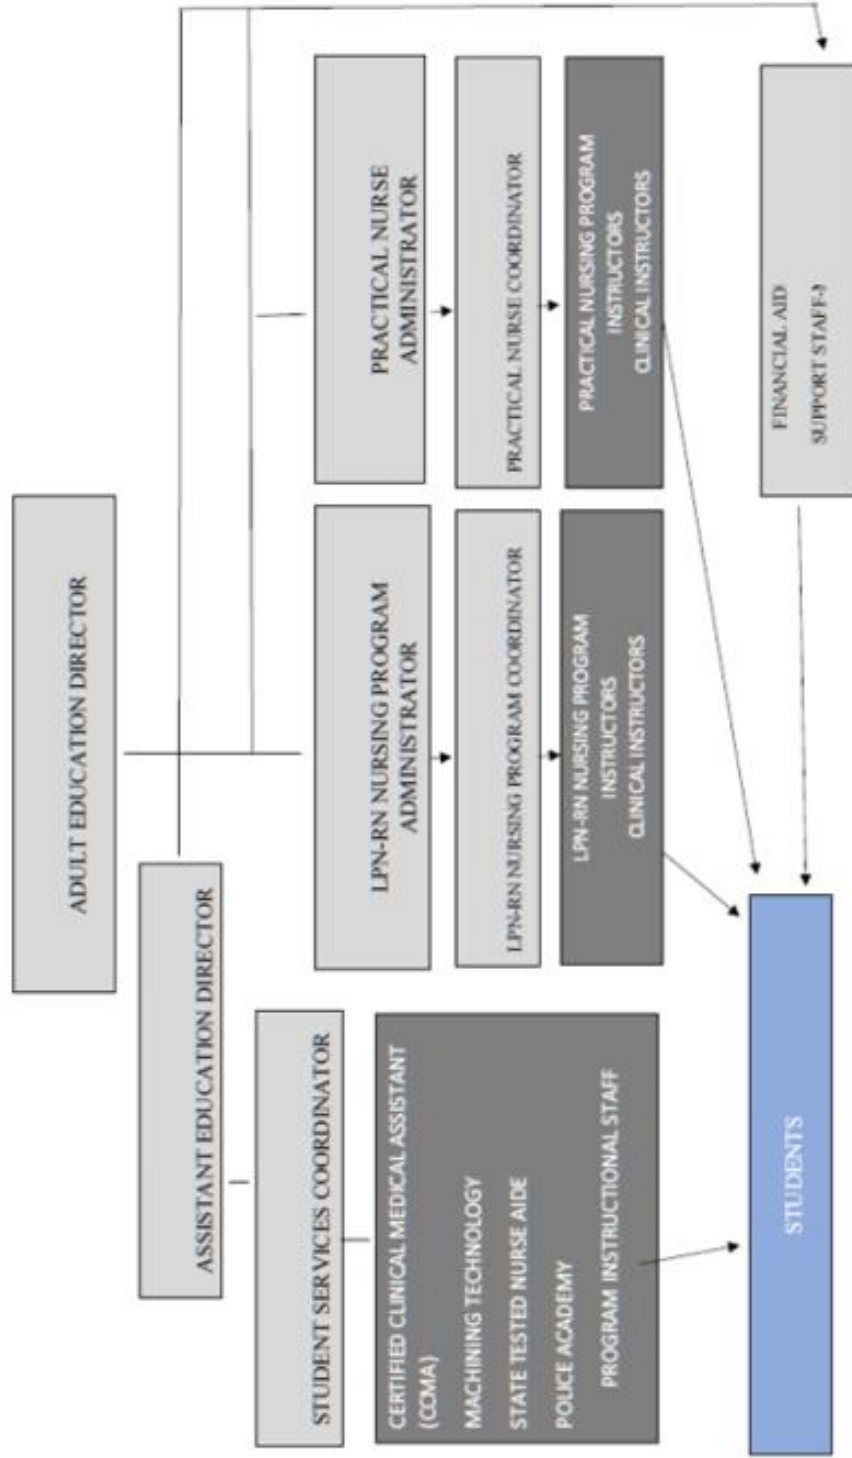 ADULT EDUCATION DIRECTOR
ASSISTANT EDUCATION DIRECTOR
STUDENT SERVICES COORDINATOR
CERTIFIED CLINICAL MEDICAL ASSISTANT
(CCMA)
MACHINING TECHNOLOGY
STATE TESTED NURSE AIDE
POLICE ACADEMY
PROGRAM INSTRUCTIONAL STAFF
LPN-RN NURSING PROGRAM
ADMINISTRATOR
LPN-RN NURSING PROGRAM COORDINATOR
LPN-RN NURSING PROGRAM
INSTRUCTORS
CLINICAL INSTRUCTORS
PRACTICAL NURSE
ADMINISTRATOR
PRACTICAL NURSE COORDINATOR
PRACTICAL NURSING PROGRAM
INSTRUCTORS
CLINICAL INSTRUCTORS
FINANCIAL AID
SUPPORT STAFF
STUDENTS